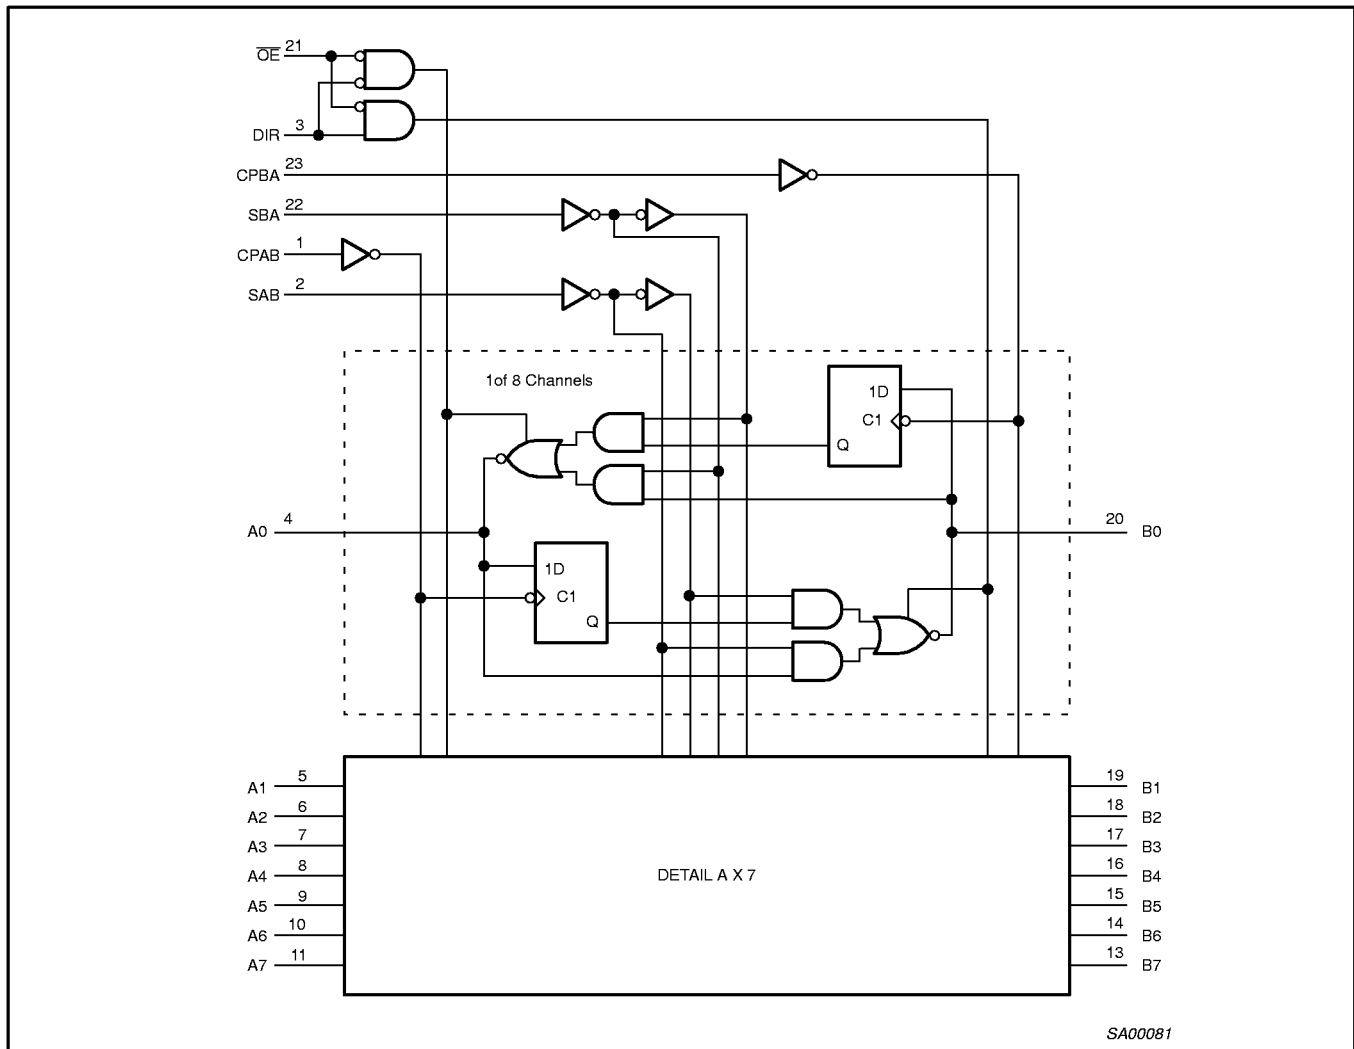 OE 21
DIR 3
CPBA 23
SBA 22
CPAB 1
SAB 2
1of 8 Channels
1D
C1
Q
A0 4
20 B0
1D
C1
Q
A1 5
A2 6
A3 7
A4 8
A5 9
A6 10
A7 11
DETAIL A X 7
19 B1
18 B2
17 B3
16 B4
15 B5
14 B6
13 B7
SA00081